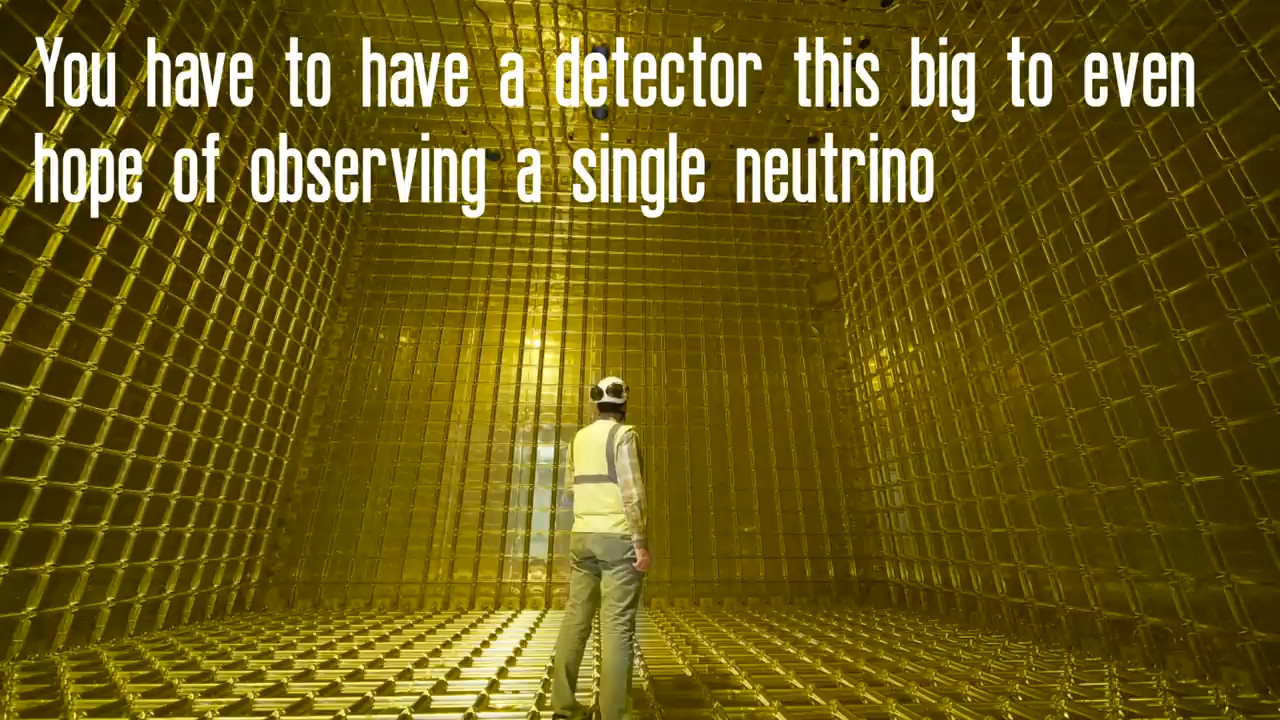 You have to have a detector this big to even
hope of observing a single neutrino